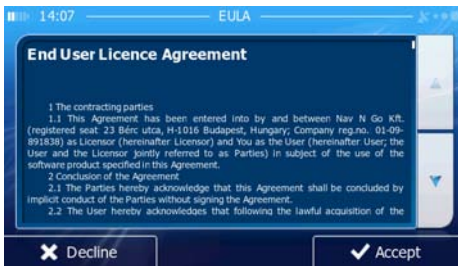 14:07 EULA
End User Licence Agreement
1 The contracting parties
1.1 This Agreement has been entered into by and between Nav N Go Kft.
(registered seat: 23 Bérc utca, H-1016 Budapest, Hungary; Company reg.no. 01-09-
891838) as Licensor (hereinafter Licensor) and You as the User (hereinafter User; the
User and the Licensor jointly referred to as Parties) in subject of the use of the
software product specified in this Agreement.
2 Conclusion of the Agreement
2.1 The Parties hereby acknowledge that this Agreement shall be concluded by
implicit conduct of the Parties without signing the Agreement.
2.2 The User hereby acknowledges that following the lawful acquisition of the
Decline
Accept